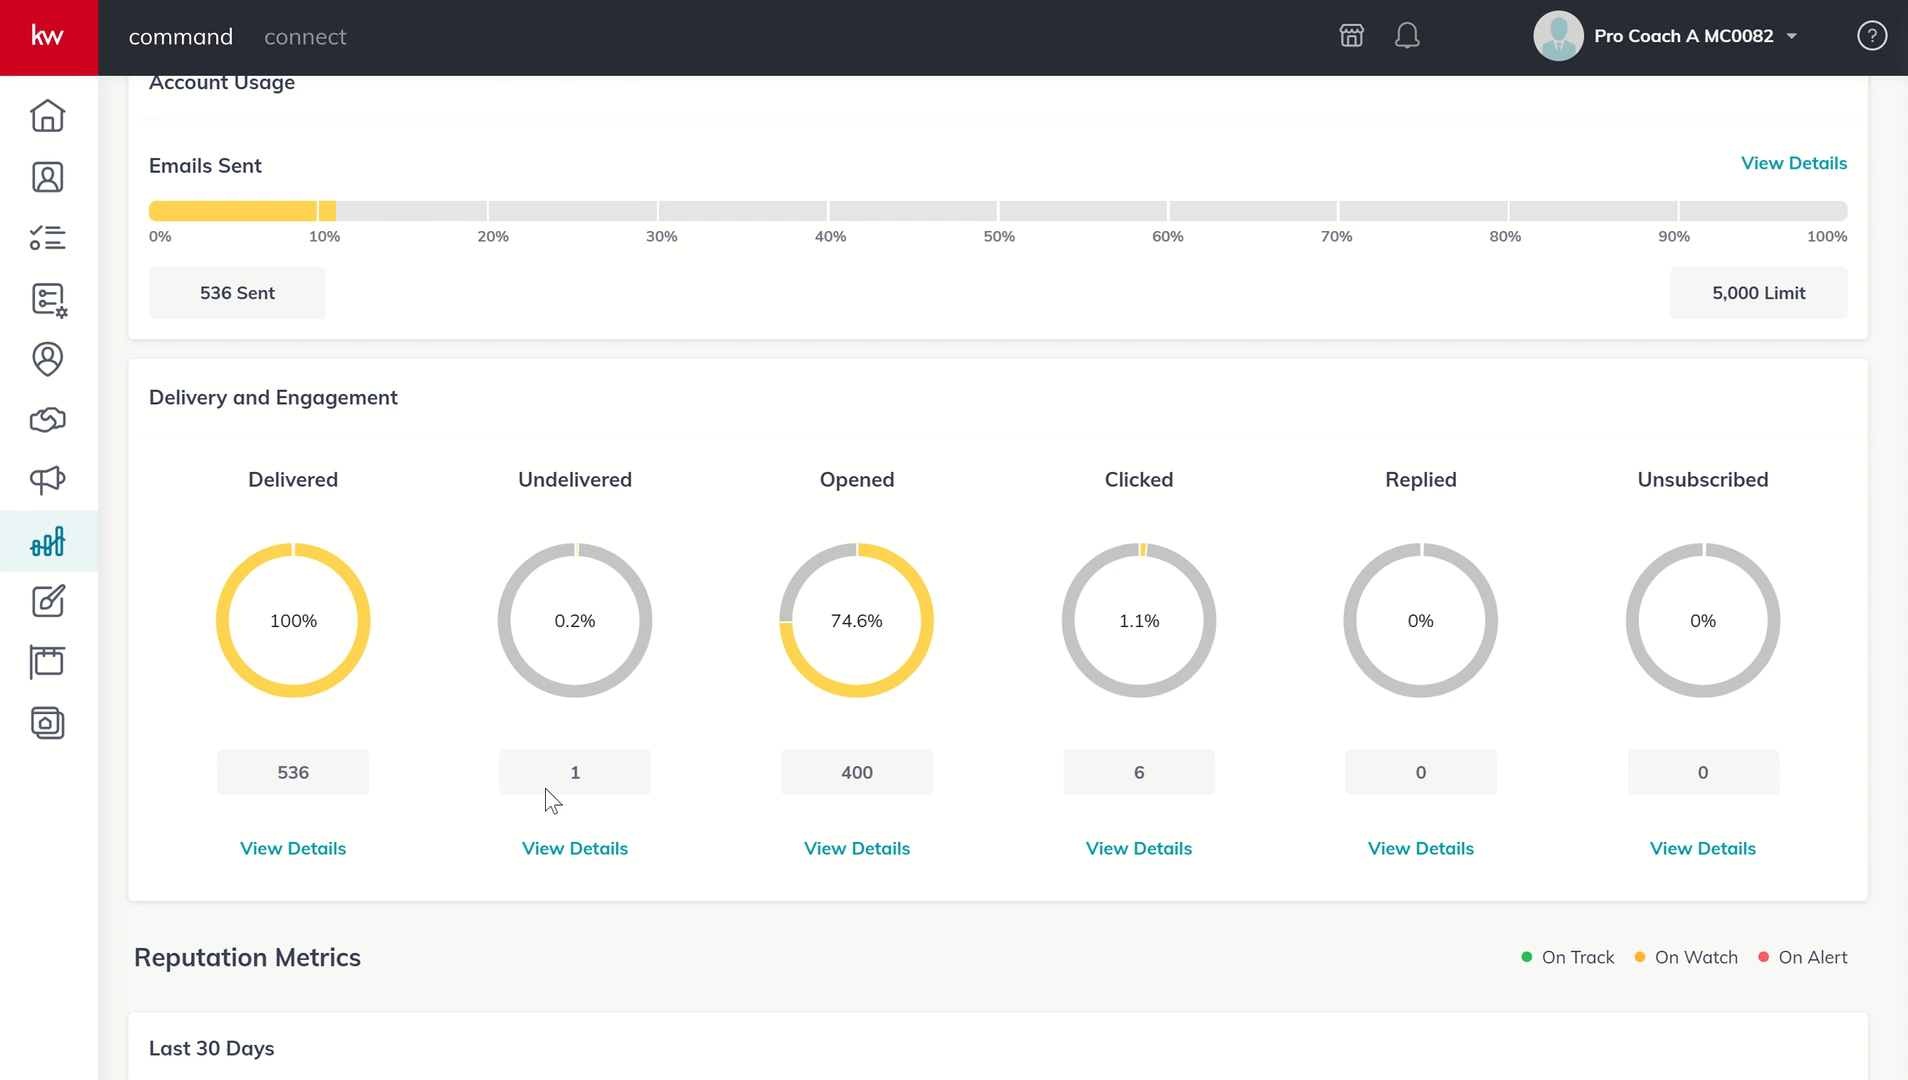 kw command connect Pro Coach A MC0082 ?
Account Usage
Emails Sent View Details
0% 10% 20% 30% 40% 50% 60% 70% 80% 90% 100%
536 Sent 5,000 Limit
Delivery and Engagement
Delivered Undelivered Opened Clicked Replied Unsubscribed
100% 0.2% 74.6% 1.1% 0% 0%
536 1 400 6 0 0
View Details View Details View Details View Details View Details View Details
Reputation Metrics On Track On Watch On Alert
Last 30 Days